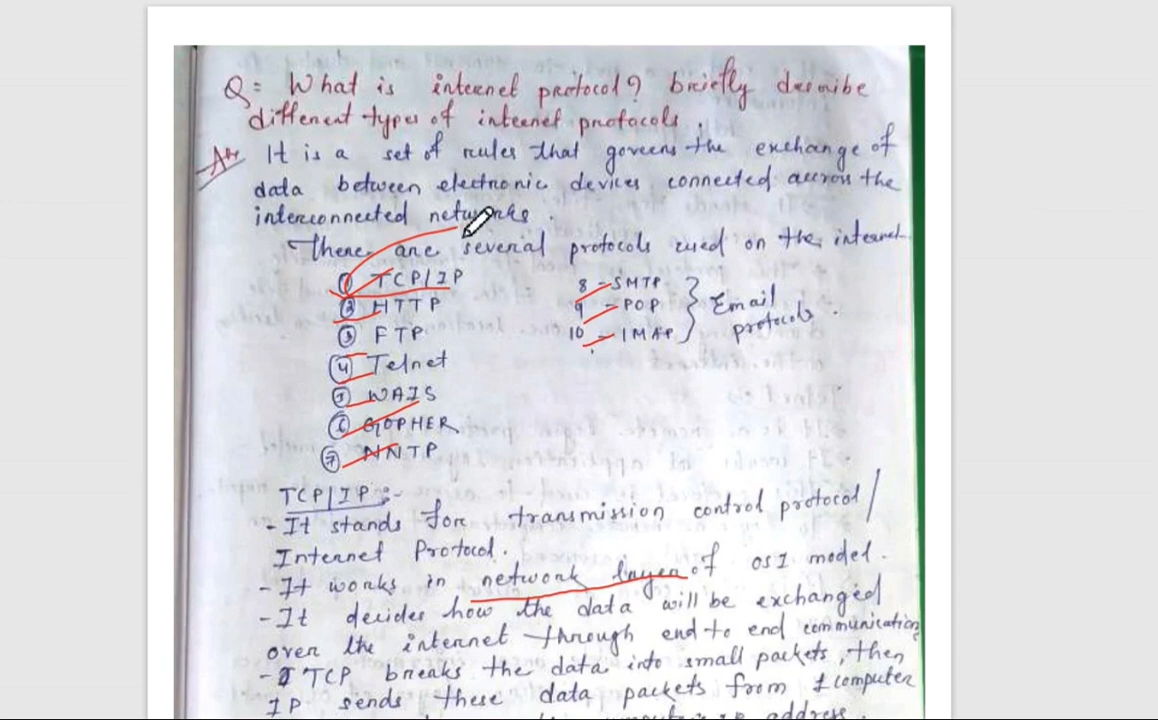 Q= What is internet protocol? briefly describe
different types of internet protocols.
Ans It is a set of rules that governs the exchange of
data between electronic devices connected across the
interconnected networks.
There are several protocols used on the internet
① TCP/IP
② HTTP
③ FTP
④ Telnet
⑤ WAIS
⑥ GOPHER
⑦ NNTP
8 - SMTP
9 - POP
10 - IMAP
Email
protocols.
TCP/IP :-
- It stands for transmission control protocol/
Internet Protocol.
- It works in network layer of OSI model.
- It decides how the data will be exchanged
over the internet through end to end communication
- TCP breaks the data into small packets, then
IP sends these data packets from 1 computer
address.